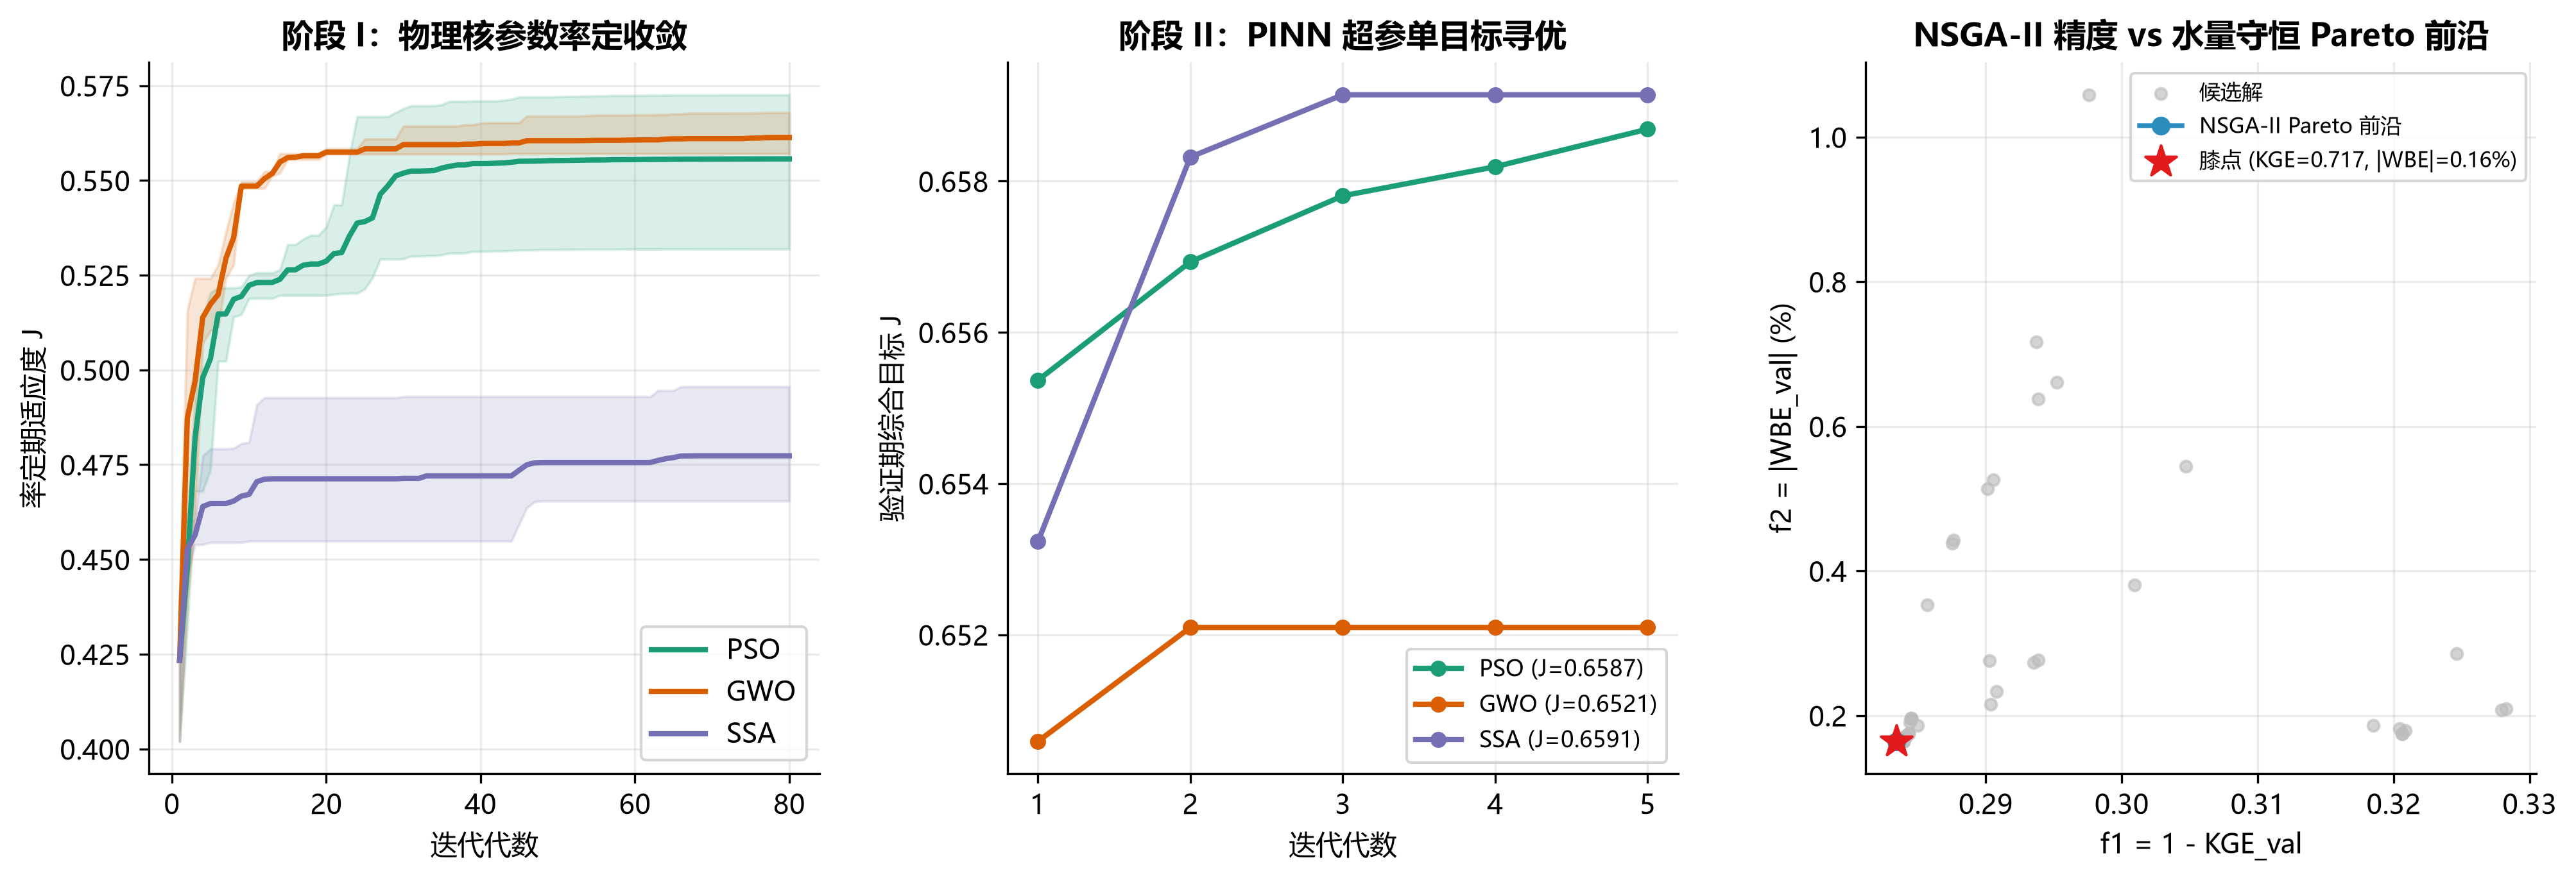 阶段 I：物理核参数率定收敛
率定期适应度 J
0.575
0.550
0.525
0.500
0.475
0.450
0.425
0.400
0
20
40
60
80
迭代代数
PSO
GWO
SSA
阶段 II：PINN 超参单目标寻优
验证期综合目标 J
0.658
0.656
0.654
0.652
1
2
3
4
5
迭代代数
PSO (J=0.6587)
GWO (J=0.6521)
SSA (J=0.6591)
NSGA-II 精度 vs 水量守恒 Pareto 前沿
f2 = |WBE_val| (%)
1.0
0.8
0.6
0.4
0.2
0.29
0.30
0.31
0.32
0.33
f1 = 1 - KGE_val
候选解
NSGA-II Pareto 前沿
膝点 (KGE=0.717, |WBE|=0.16%)